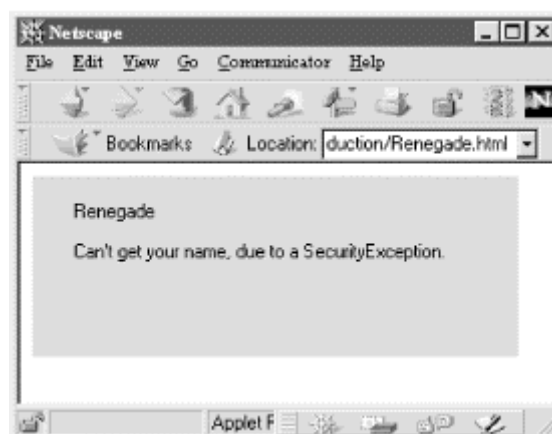 Netscape
File Edit View Go Communicator Help
Bookmarks Location: duction/Renegade.html
Renegade
Can't get your name, due to a SecurityException.
Applet F